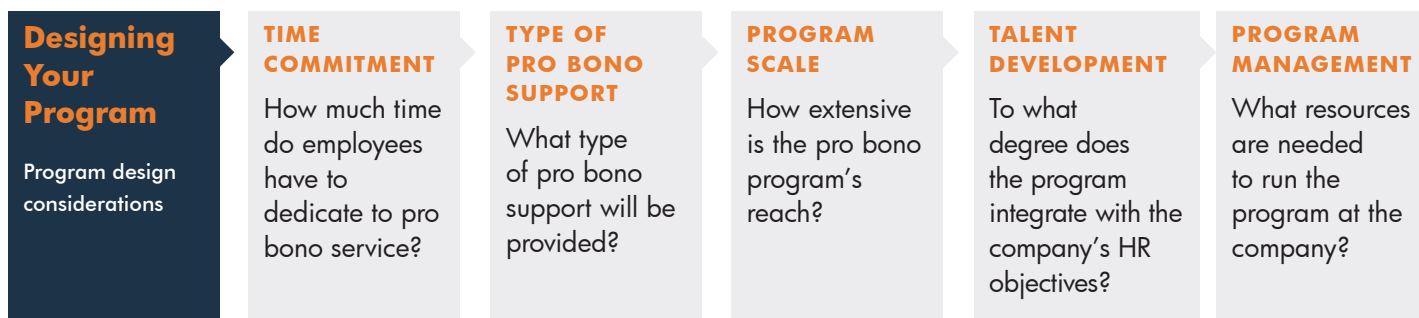 Designing
Your
Program
Program design
considerations
TIME
COMMITMENT
How much time
do employees
have to
dedicate to pro
bono service?
TYPE OF
PRO BONO
SUPPORT
What type
of pro bono
support will be
provided?
PROGRAM
SCALE
How extensive
is the pro bono
program’s
reach?
TALENT
DEVELOPMENT
To what
degree does
the program
integrate with the
company’s HR
objectives?
PROGRAM
MANAGEMENT
What resources
are needed
to run the
program at the
company?